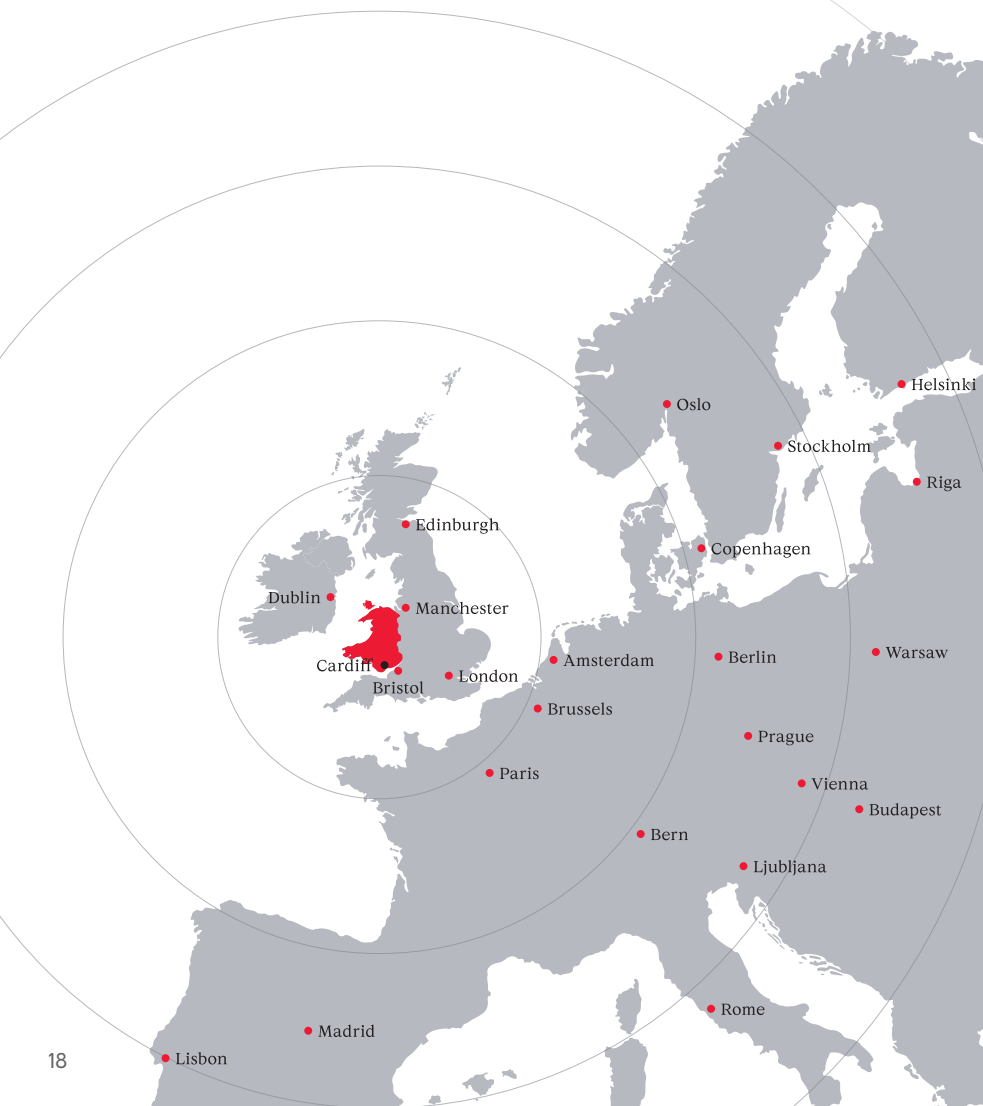 Helsinki
Oslo
Stockholm
Riga
Edinburgh
Copenhagen
Dublin
Manchester
Cardiff
Bristol
London
Amsterdam
Berlin
Warsaw
Brussels
Prague
Paris
Vienna
Budapest
Bern
Ljubljana
Rome
Madrid
Lisbon
18